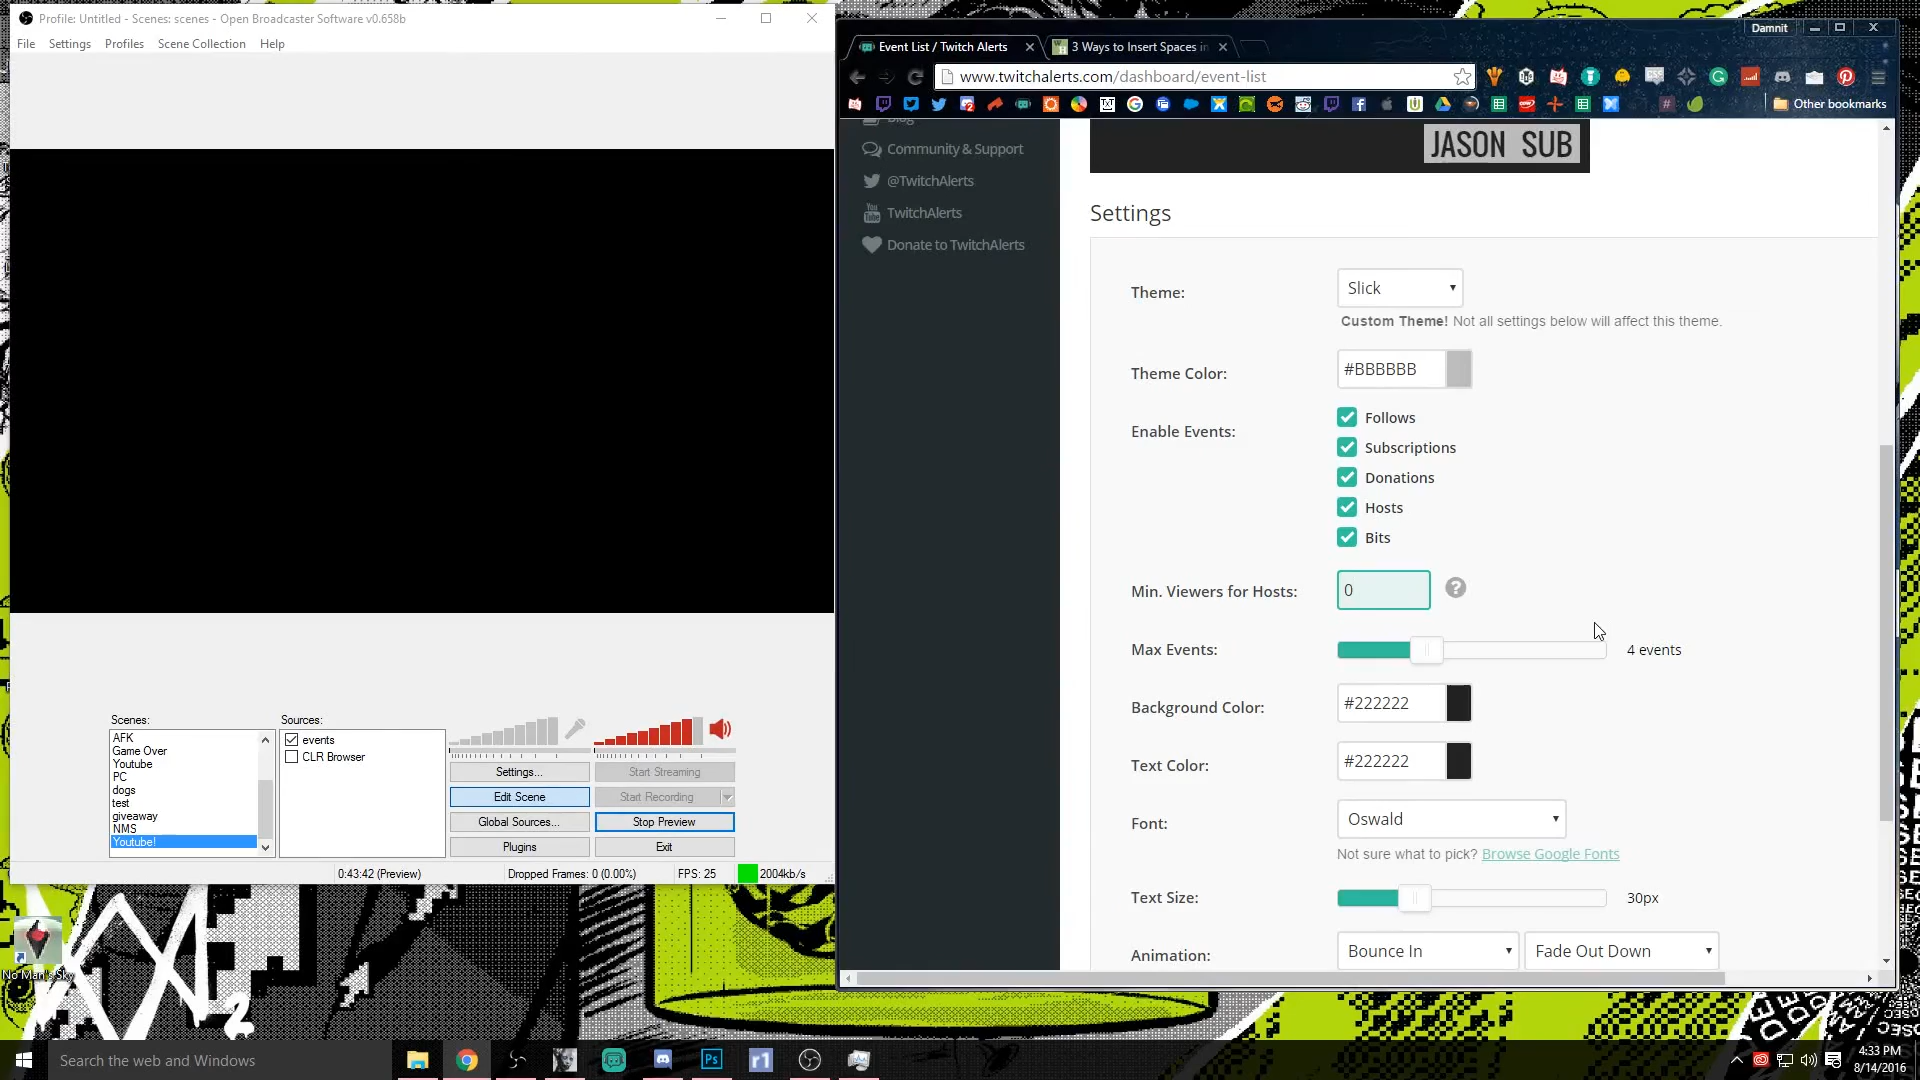 Profile: Untitled - Scenes: scenes - Open Broadcaster Software v0.658b
File Settings Profiles Scene Collection Help
Damnit
Event List / Twitch Alerts
3 Ways to Insert Spaces in
www.twitchalerts.com/dashboard/event-list
Other bookmarks
Blog
Community & Support
@TwitchAlerts
TwitchAlerts
Donate to TwitchAlerts
JASON SUB
Settings
Theme: Slick
Custom Theme! Not all settings below will affect this theme.
Theme Color: #BBBBBB
Enable Events: Follows
Subscriptions
Donations
Hosts
Bits
Min. Viewers for Hosts: 0
Max Events: 4 events
Background Color: #222222
Text Color: #222222
Font: Oswald
Not sure what to pick? Browse Google Fonts
Text Size: 30px
Animation: Bounce In Fade Out Down
Scenes:
AFK
Game Over
Youtube
PC
dogs
test
giveaway
NMS
Youtube!
Sources:
events
CLR Browser
Settings... Start Streaming
Edit Scene Start Recording
Global Sources... Stop Preview
Plugins Exit
0:43:42 (Preview) Dropped Frames: 0 (0.00%) FPS: 25 2004kb/s
No Man's Sky
Search the web and Windows
Ps
r1
4:33 PM
8/14/2016